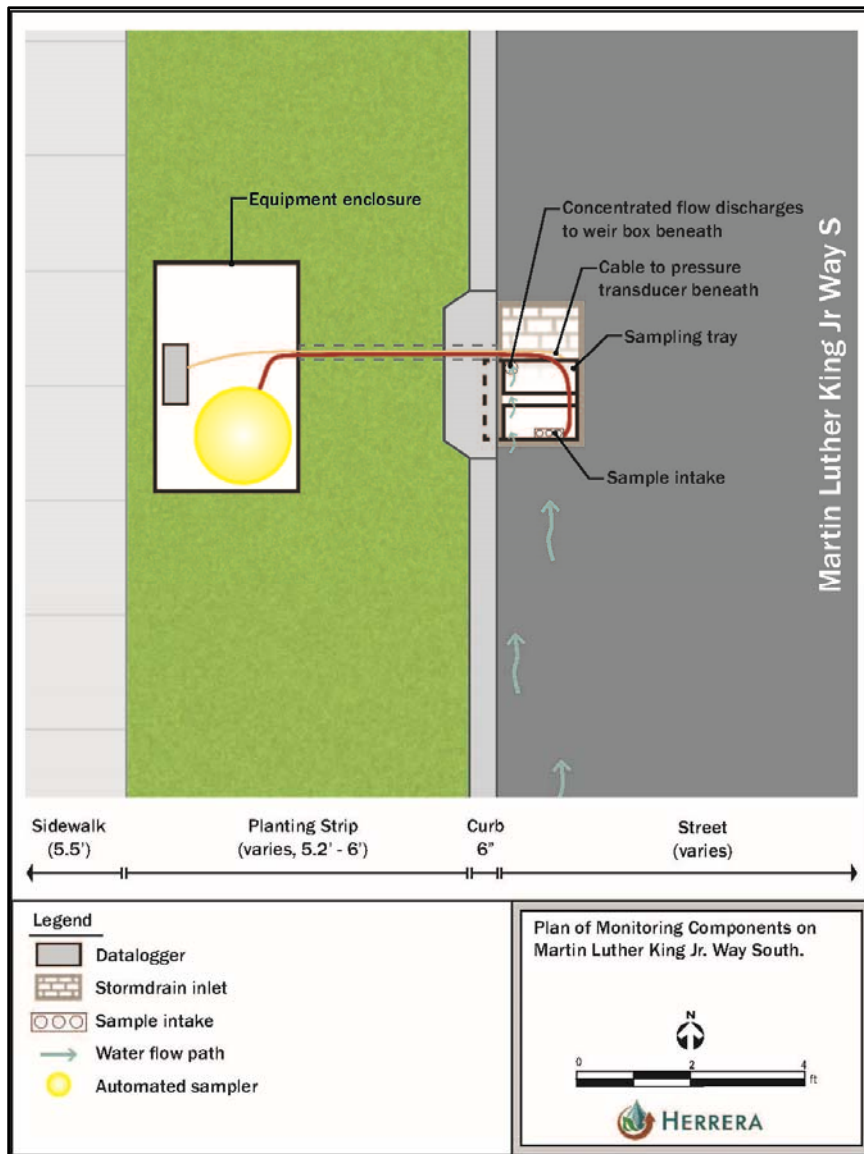 Equipment enclosure
Concentrated flow discharges
to weir box beneath
Cable to pressure
transducer beneath
Sampling tray
Sample intake
Martin Luther King Jr Way S
Sidewalk
(5.5')
Planting Strip
(varies, 5.2' - 6')
Curb
6"
Street
(varies)
Legend
Datalogger
Stormdrain inlet
Sample intake
Water flow path
Automated sampler
Plan of Monitoring Components on
Martin Luther King Jr. Way South.
N
0 2 4
ft
HERRERA